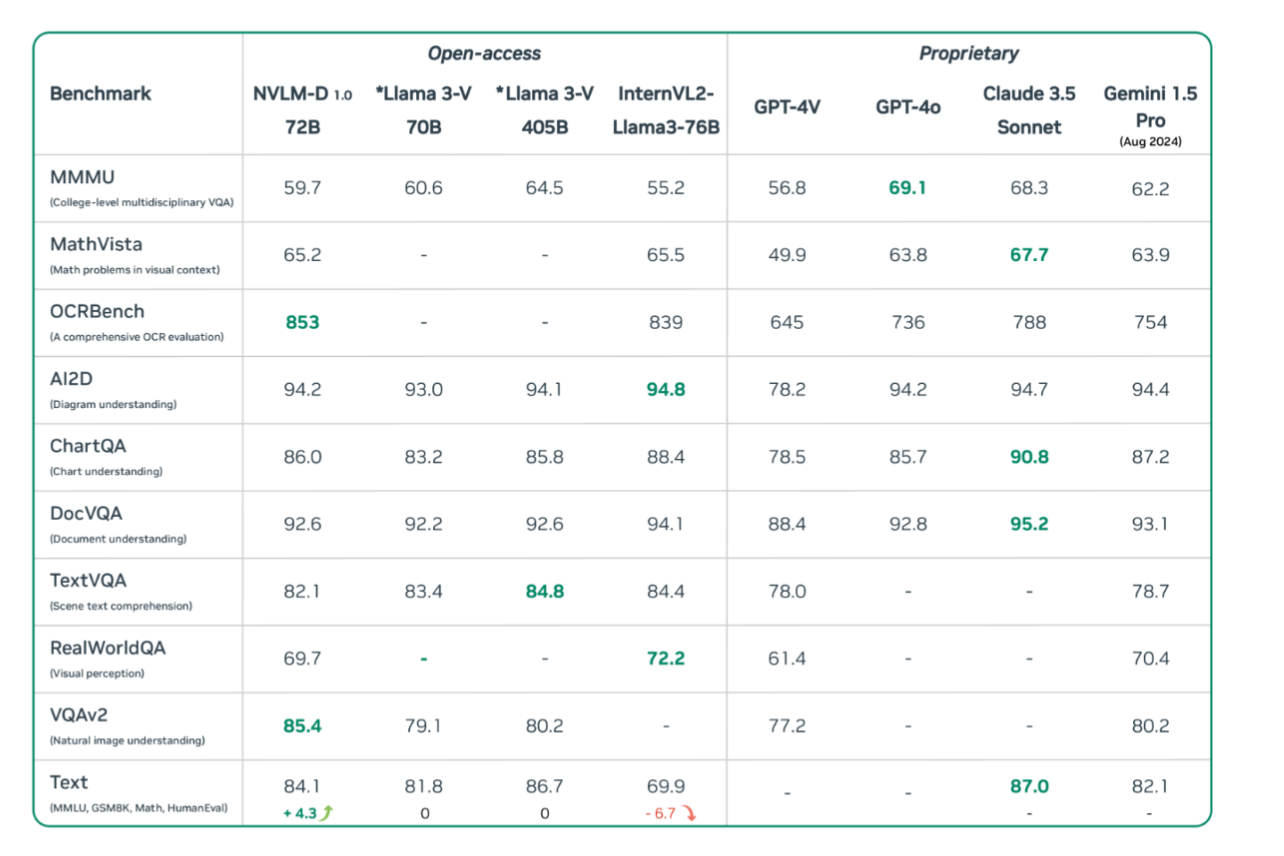 Open-access Proprietary
Benchmark NVLM-D 1.0 72B *Llama 3-V 70B *Llama 3-V 405B InternVL2-Llama3-76B GPT-4V GPT-4o Claude 3.5 Sonnet Gemini 1.5 Pro (Aug 2024)
MMMU 59.7 60.6 64.5 55.2 56.8 69.1 68.3 62.2
(College-level multidisciplinary VQA)
MathVista 65.2 - - 65.5 49.9 63.8 67.7 63.9
(Math problems in visual context)
OCRBench 853 - - 839 645 736 788 754
(A comprehensive OCR evaluation)
AI2D 94.2 93.0 94.1 94.8 78.2 94.2 94.7 94.4
(Diagram understanding)
ChartQA 86.0 83.2 85.8 88.4 78.5 85.7 90.8 87.2
(Chart understanding)
DocVQA 92.6 92.2 92.6 94.1 88.4 92.8 95.2 93.1
(Document understanding)
TextVQA 82.1 83.4 84.8 84.4 78.0 - - 78.7
(Scene text comprehension)
RealWorldQA 69.7 - - 72.2 61.4 - - 70.4
(Visual perception)
VQAv2 85.4 79.1 80.2 - 77.2 - - 80.2
(Natural image understanding)
Text 84.1 81.8 86.7 69.9 - - 87.0 82.1
(MMLU, GSM8K, Math, HumanEval) + 4.3 0 0 - 6.7 - -